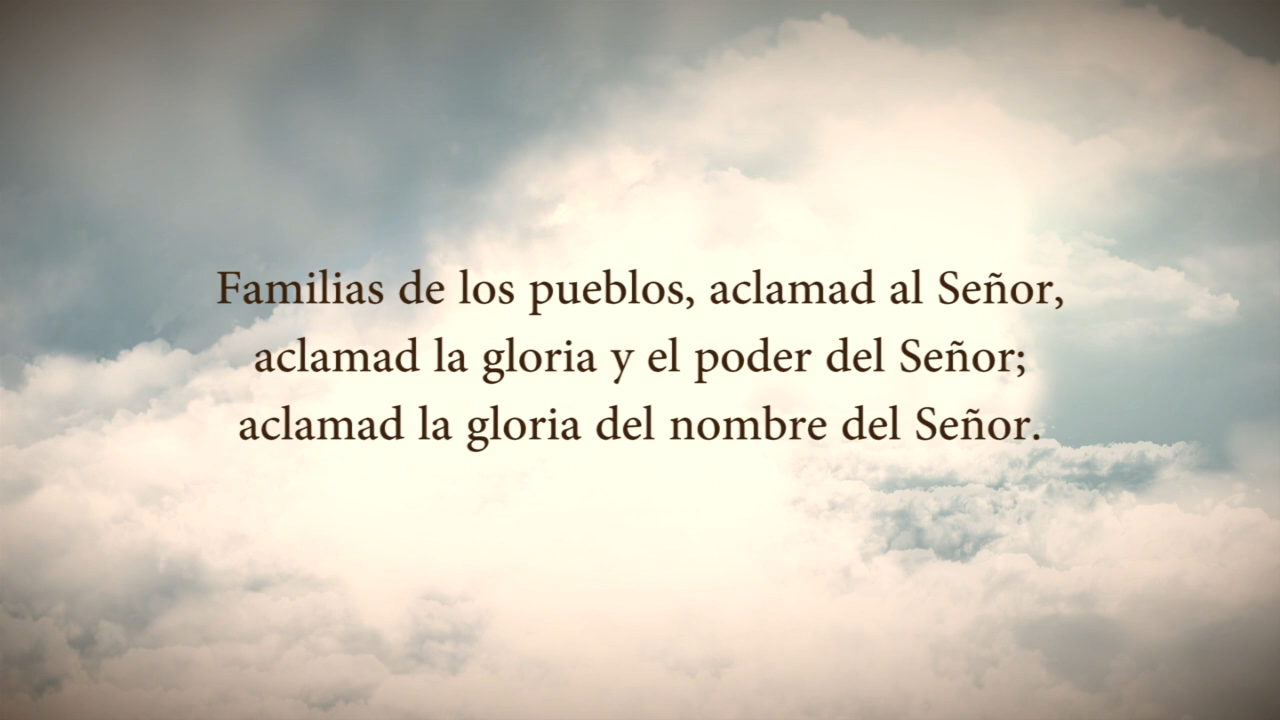 Familias de los pueblos, aclamad al Señor,
aclamad la gloria y el poder del Señor;
aclamad la gloria del nombre del Señor.